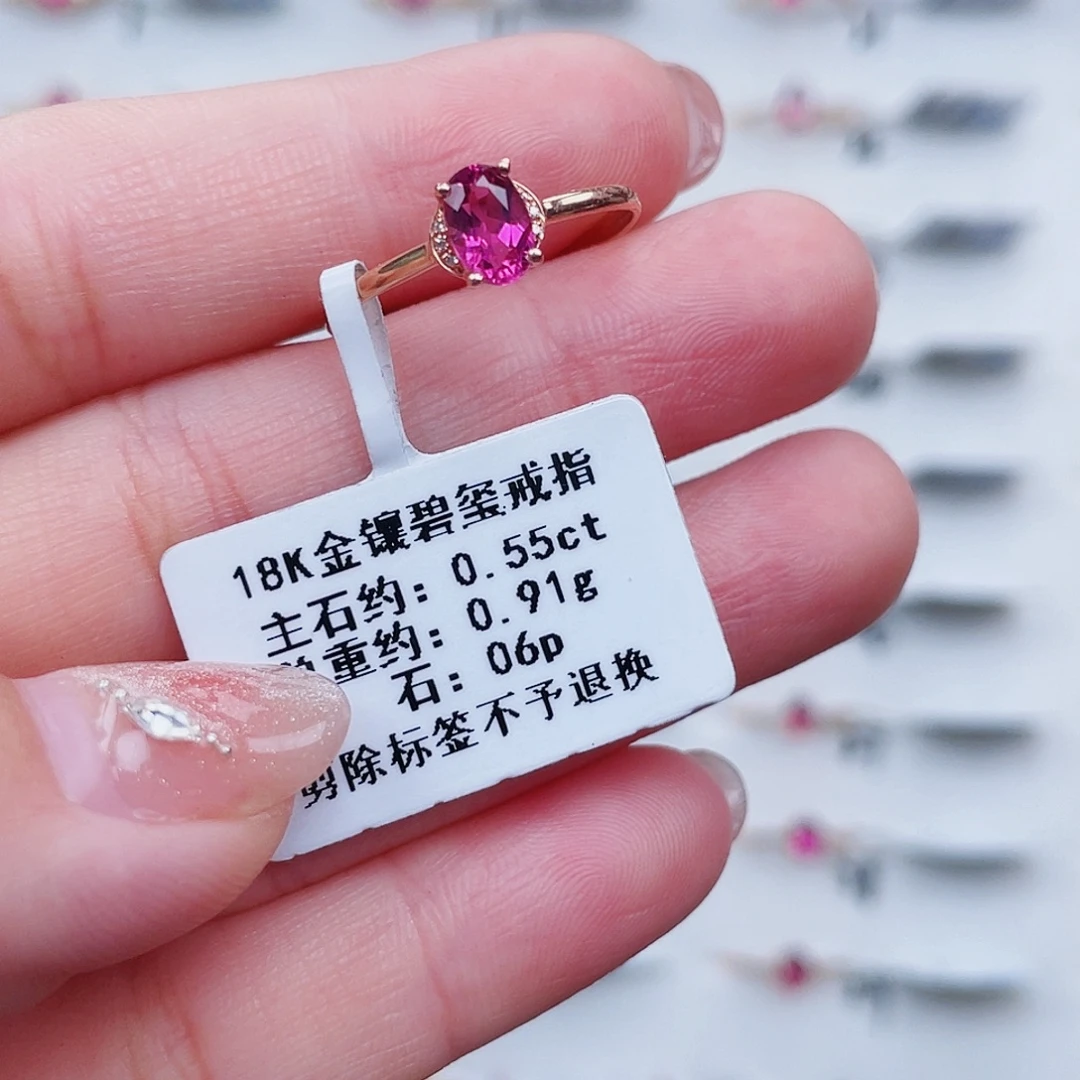 18K金镶碧玺戒指
主石约: 0.55ct
重约: 0.91g
石: 06p
剪除标签不予退换